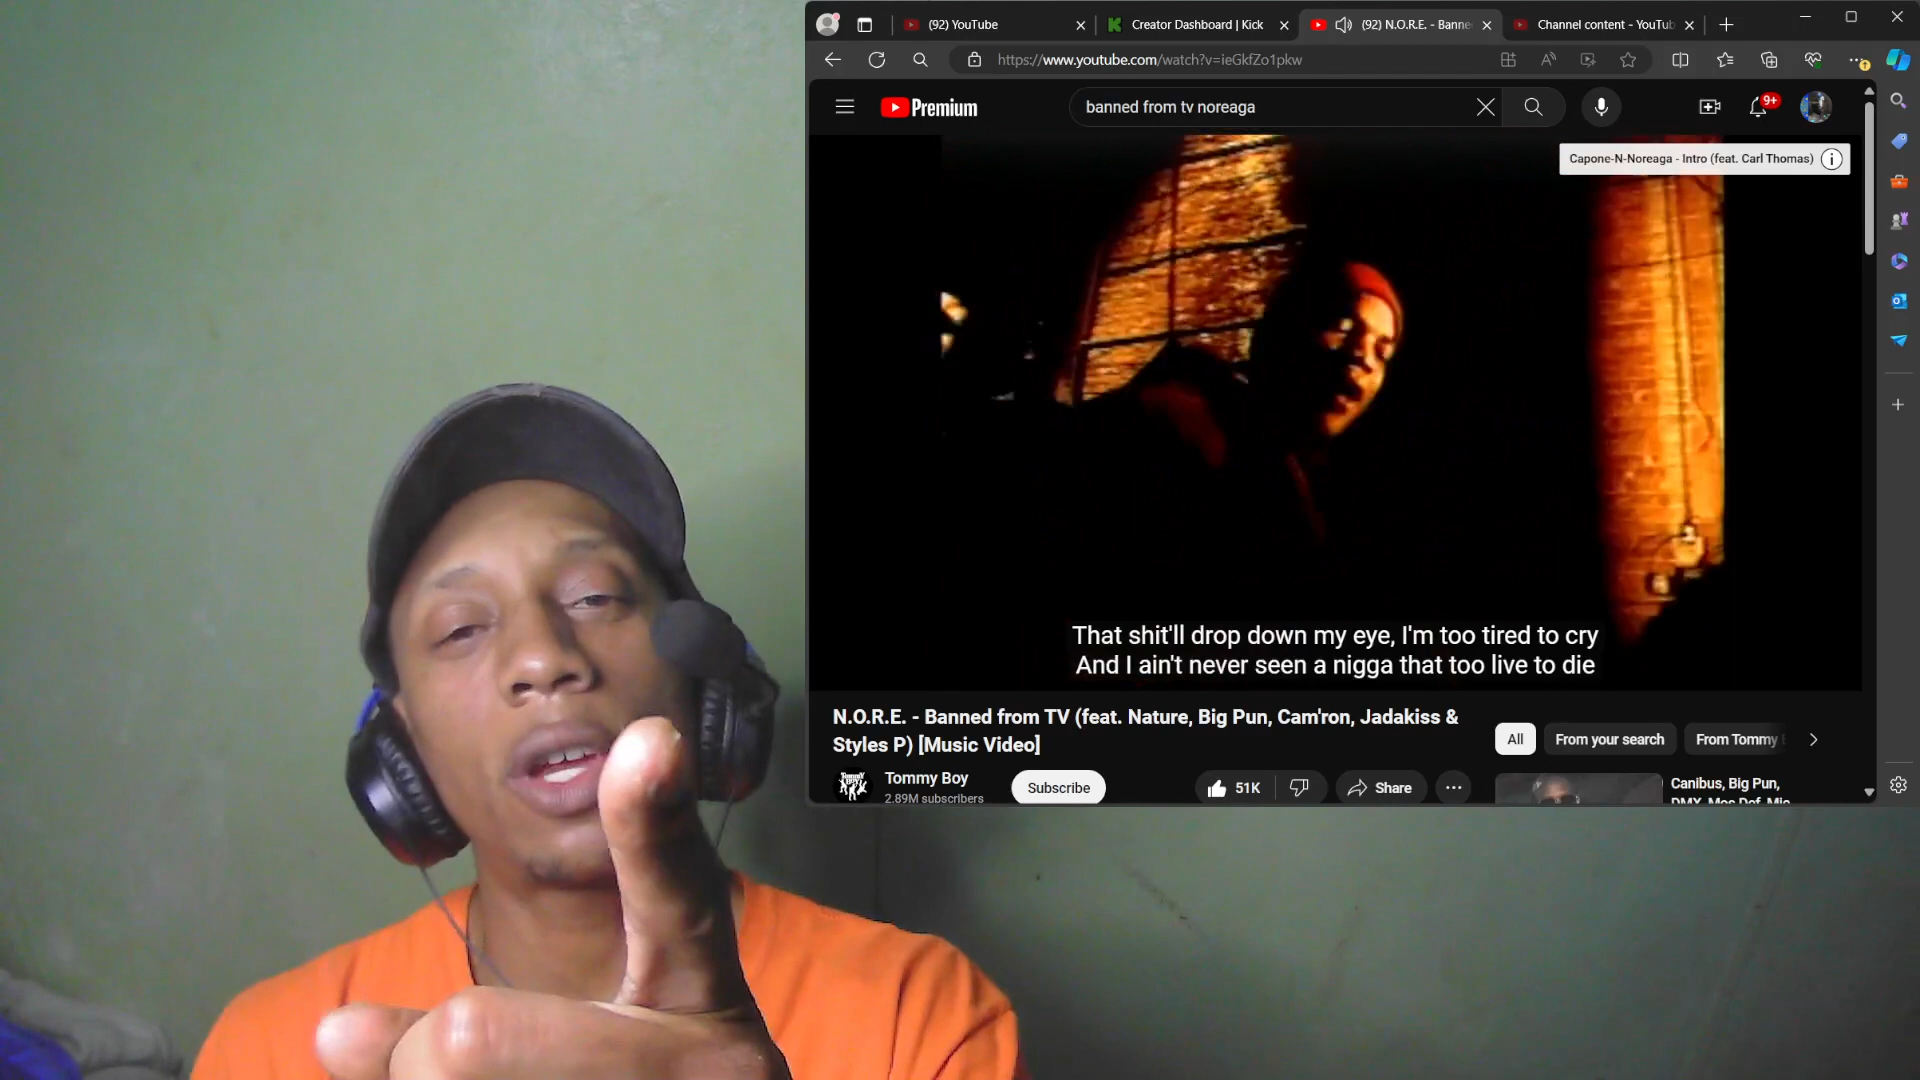 (92) YouTube
Creator Dashboard | Kick
(92) N.O.R.E. - Banne
Channel content - YouTub
https://www.youtube.com/watch?v=ieGkfZo1pkw
Premium
banned from tv noreaga
9+
Capone-N-Noreaga - Intro (feat. Carl Thomas)
That shit'll drop down my eye, I'm too tired to cry
And I ain't never seen a nigga that too live to die
N.O.R.E. - Banned from TV (feat. Nature, Big Pun, Cam'ron, Jadakiss &
Styles P) [Music Video]
All
From your search
From Tommy
Tommy Boy
2.89M subscribers
Subscribe
51K
Share
Canibus, Big Pun,
DMX, Mos Def, Mic